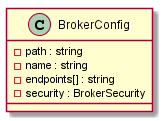 C BrokerConfig
path : string
name : string
endpoints[] : string
security : BrokerSecurity